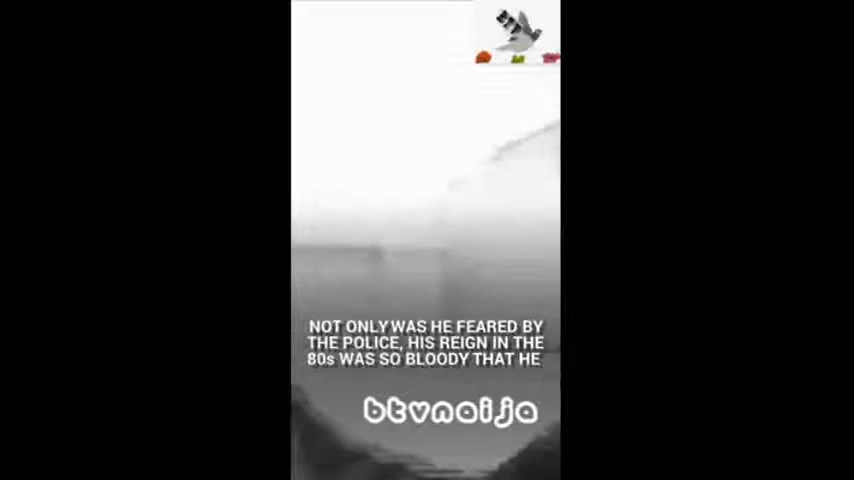 NOT ONLY WAS HE FEARED BY
THE POLICE, HIS REIGN IN THE
80s WAS SO BLOODY THAT HE
btvnaija